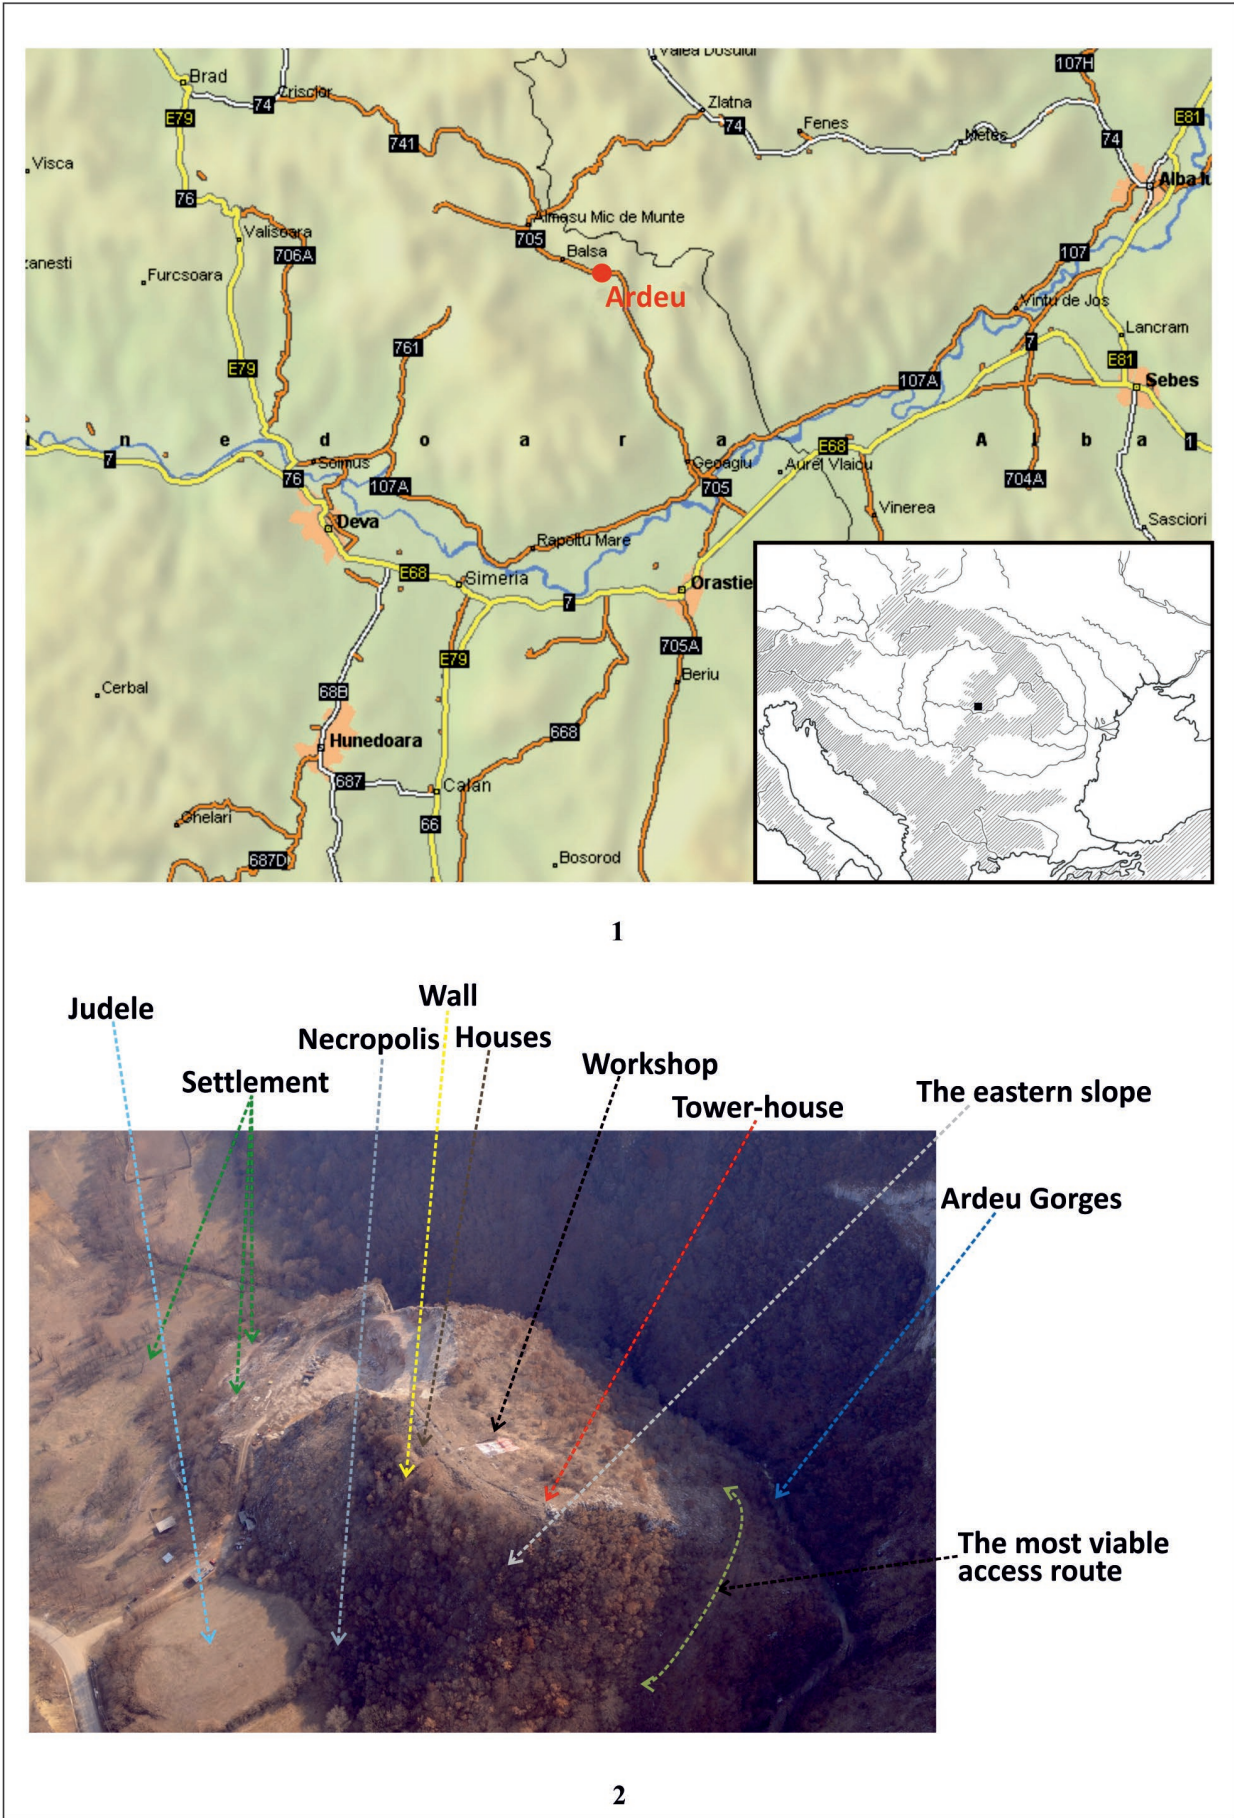 Valea Dosului
107H
Brad
74
Zlatna
E79
74
Fenes
Metes
E81
741
74
Visca
76
Alba Iu
Almasu Mic de Munte
Valisoara
705
706A
Balsa
107
zanesti
Furcsoara
Ardeu
Vintu de Jos
761
7
Lancram
E79
E81
107A
Sebes
n e d o a r a
A l b a
E68
1
7
Soimus
Geoagiu
Aurel Vlaicu
76
107A
705
704A
Deva
Vinerea
Sasciori
Rapoltu Mare
E68
Simeria
7
Orastie
705A
E79
Beriu
Cerbal
68B
668
Hunedoara
687
Calan
Ghelari
66
687D
Bosorod
1
Judele
Wall
Necropolis
Houses
Settlement
Workshop
Tower-house
The eastern slope
Ardeu Gorges
The most viable
access route
2